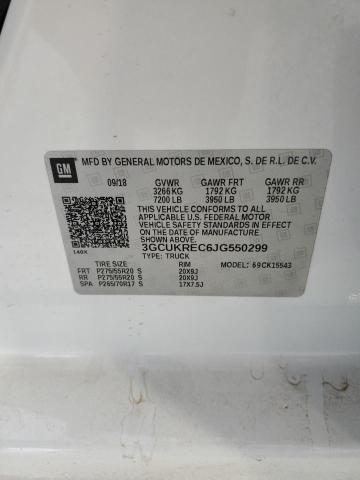 GM MFD BY GENERAL MOTORS DE MEXICO, S. DE R.L. DE C.V.
09/18 GVWR GAWR FRT GAWR RR
3266 KG 1792 KG 1792 KG
7200 LB 3950 LB 3950 LB
THIS VEHICLE CONFORMS TO ALL
APPLICABLE U.S. FEDERAL MOTOR
VEHICLE SAFETY STANDARDS IN
EFFECT ON THE DATE OF
MANUFACTURE SHOWN ABOVE.
3GCUKREC6JG550299
140X TYPE: TRUCK
TIRE SIZE RIM MODEL: 69CK15543
FRT P275/55R20 S 20X9J
RR P275/55R20 S 20X9J
SPA P265/70R17 S 17X7.5J